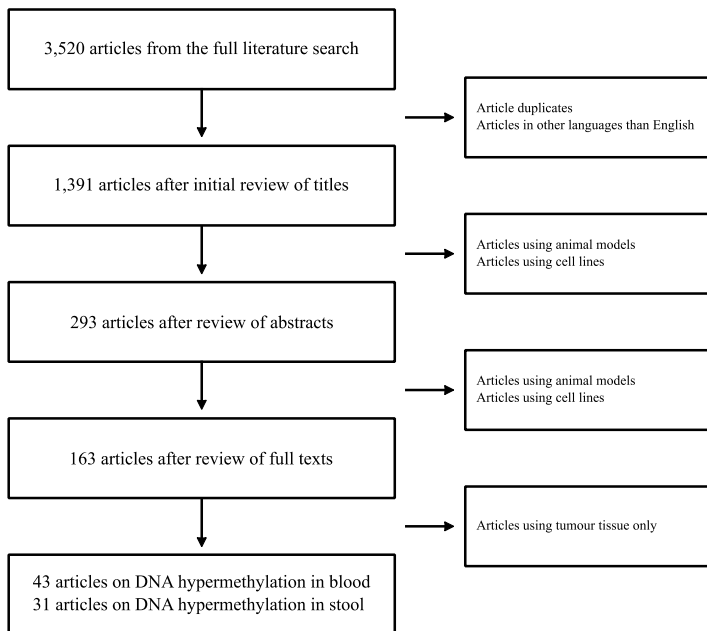 3,520 articles from the full literature search
Article duplicates
Articles in other languages than English
1,391 articles after initial review of titles
Articles using animal models
Articles using cell lines
293 articles after review of abstracts
Articles using animal models
Articles using cell lines
163 articles after review of full texts
Articles using tumour tissue only
43 articles on DNA hypermethylation in blood
31 articles on DNA hypermethylation in stool